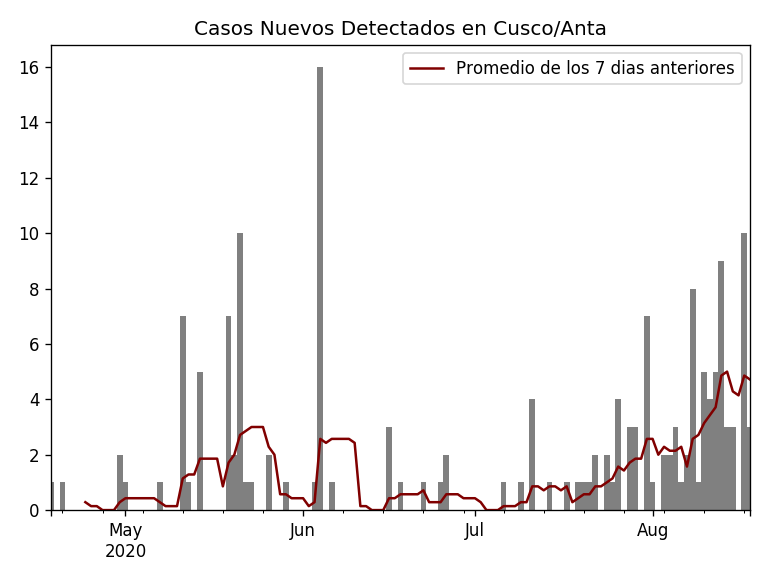 Casos Nuevos Detectados en Cusco/Anta
Promedio de los 7 dias anteriores
16
14
12
10
8
6
4
2
0
May
2020
Jun
Jul
Aug